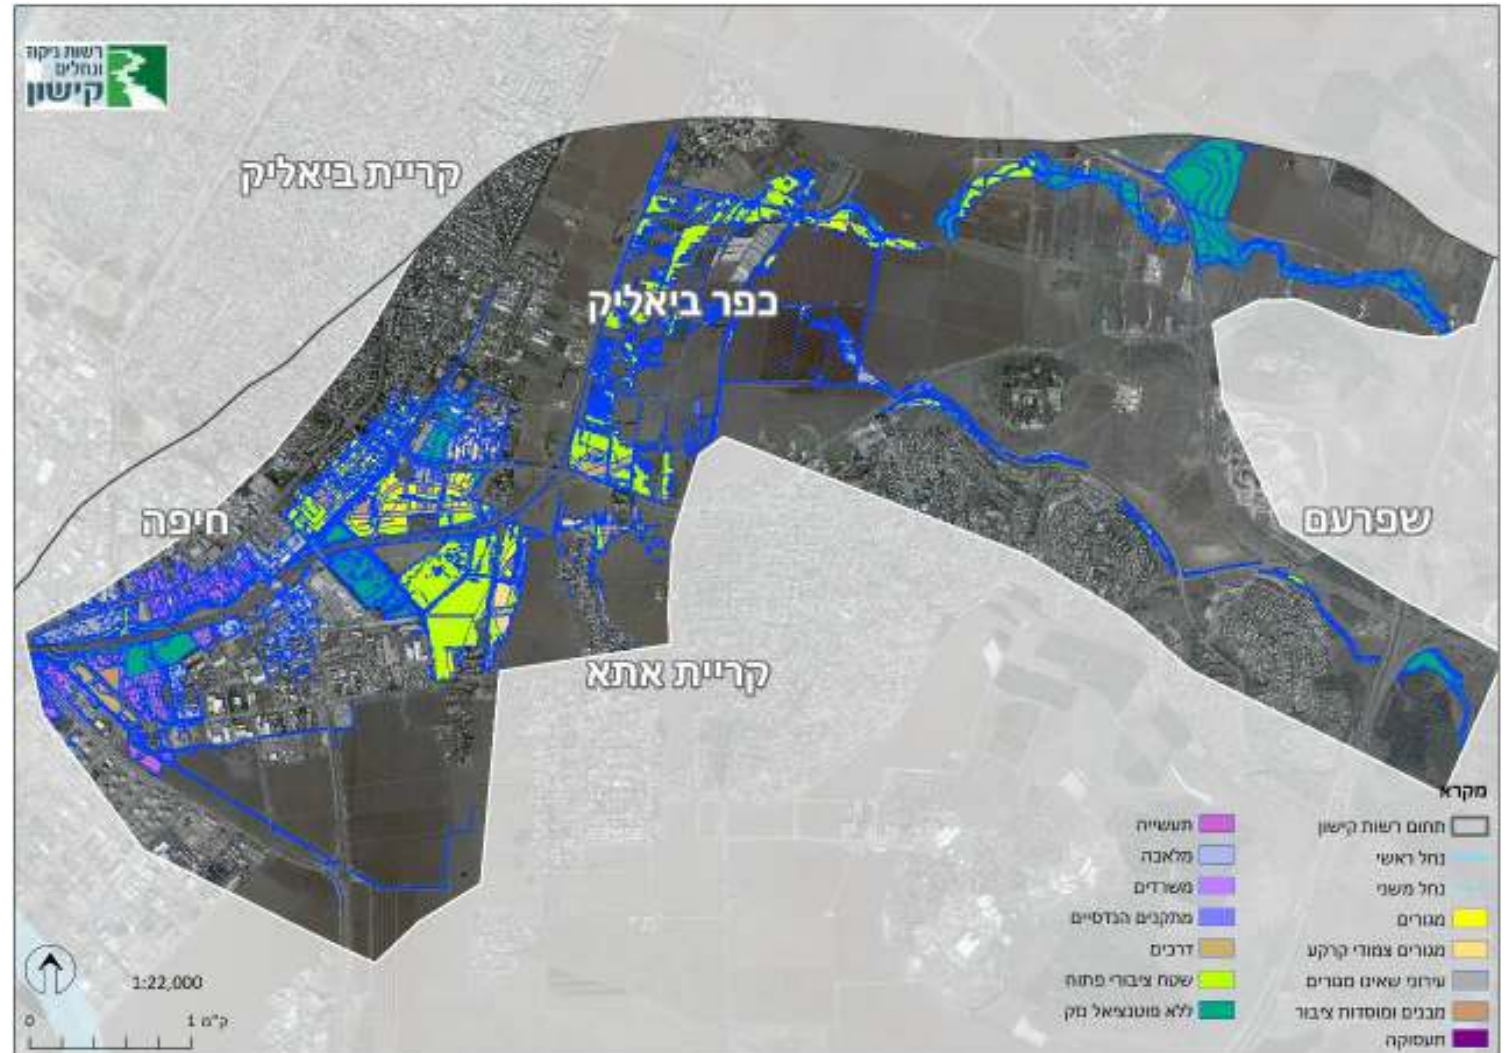 רשות ניקוז
ונחלים
קישון
קריית ביאליק
כפר ביאליק
חיפה
שפרעם
קריית אתא
מקרא
תחום רשות קישון
נחל ראשי
נחל משני
מגורים
מגורים צמודי קרקע
עירוני שאינו מגורים
מבנים ומוסדות ציבור
תעסוקה
תעשייה
מלאכה
משרדים
מתקנים הנדסיים
דרכים
שטח ציבורי פתוח
ללא פוטנציאל נזק
1:22,000
0 1 ק"מ